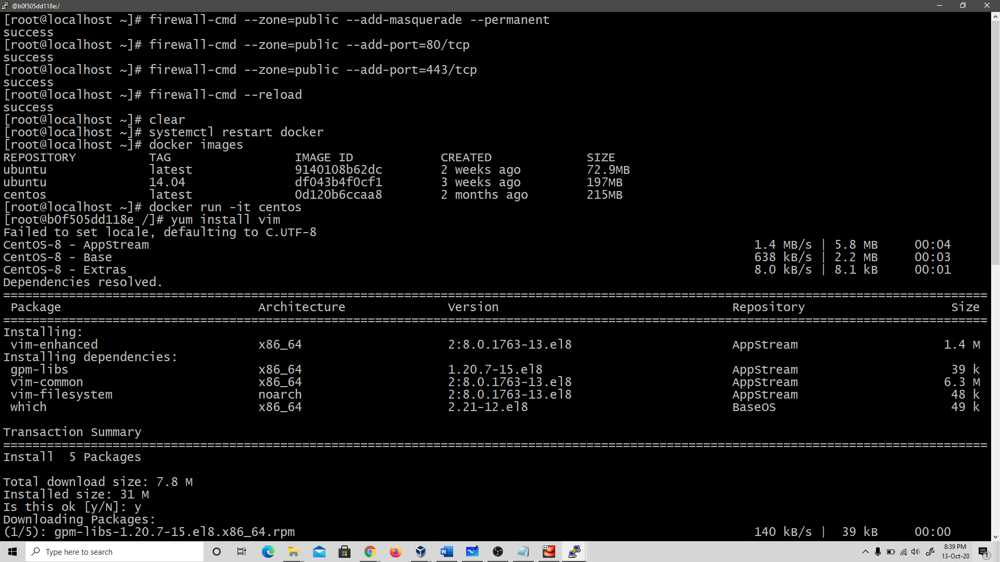 @b0f505dd118e:/
[root@localhost ~]# firewall-cmd --zone=public --add-masquerade --permanent
success
[root@localhost ~]# firewall-cmd --zone=public --add-port=80/tcp
success
[root@localhost ~]# firewall-cmd --zone=public --add-port=443/tcp
success
[root@localhost ~]# firewall-cmd --reload
success
[root@localhost ~]# clear
[root@localhost ~]# systemctl restart docker
[root@localhost ~]# docker images
REPOSITORY TAG IMAGE ID CREATED SIZE
ubuntu latest 9140108b62dc 2 weeks ago 72.9MB
ubuntu 14.04 df043b4f0cf1 3 weeks ago 197MB
centos latest 0d120b6ccaa8 2 months ago 215MB
[root@localhost ~]# docker run -it centos
[root@b0f505dd118e /]# yum install vim
Failed to set locale, defaulting to C.UTF-8
CentOS-8 - AppStream 1.4 MB/s | 5.8 MB 00:04
CentOS-8 - Base 638 kB/s | 2.2 MB 00:03
CentOS-8 - Extras 8.0 kB/s | 8.1 kB 00:01
Dependencies resolved.
Package Architecture Version Repository Size
Installing:
vim-enhanced x86_64 2:8.0.1763-13.el8 AppStream 1.4 M
Installing dependencies:
gpm-libs x86_64 1.20.7-15.el8 AppStream 39 k
vim-common x86_64 2:8.0.1763-13.el8 AppStream 6.3 M
vim-filesystem noarch 2:8.0.1763-13.el8 AppStream 48 k
which x86_64 2.21-12.el8 BaseOS 49 k
Transaction Summary
Install 5 Packages
Total download size: 7.8 M
Installed size: 31 M
Is this ok [y/N]: y
Downloading Packages:
(1/5): gpm-libs-1.20.7-15.el8.x86_64.rpm 140 kB/s | 39 kB 00:00
Type here to search
8:39 PM
13-Oct-20
1